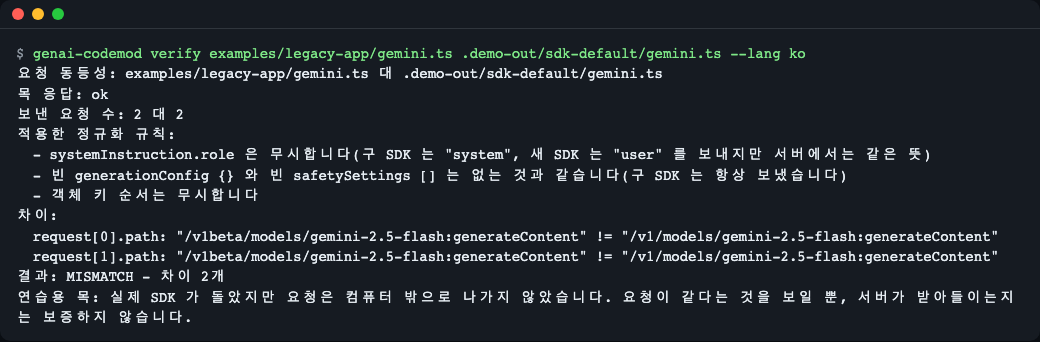 $ genai-codemod verify examples/legacy-app/gemini.ts .demo-out/sdk-default/gemini.ts --lang ko
요청 동등성: examples/legacy-app/gemini.ts 대 .demo-out/sdk-default/gemini.ts
목 응답: ok
보낸 요청 수: 2 대 2
적용한 정규화 규칙:
  - systemInstruction.role 은 무시합니다(구 SDK 는 "system", 새 SDK 는 "user" 를 보내지만 서버에서는 같은 뜻)
  - 빈 generationConfig {} 와 빈 safetySettings [] 는 없는 것과 같습니다(구 SDK 는 항상 보냈습니다)
  - 객체 키 순서는 무시합니다
차이:
  request[0].path: "/v1beta/models/gemini-2.5-flash:generateContent" != "/v1/models/gemini-2.5-flash:generateContent"
  request[1].path: "/v1beta/models/gemini-2.5-flash:generateContent" != "/v1/models/gemini-2.5-flash:generateContent"
결과: MISMATCH - 차이 2개
연습용 목: 실제 SDK 가 돌았지만 요청은 컴퓨터 밖으로 나가지 않았습니다. 요청이 같다는 것을 보일 뿐, 서버가 받아들이는지
는 보증하지 않습니다.